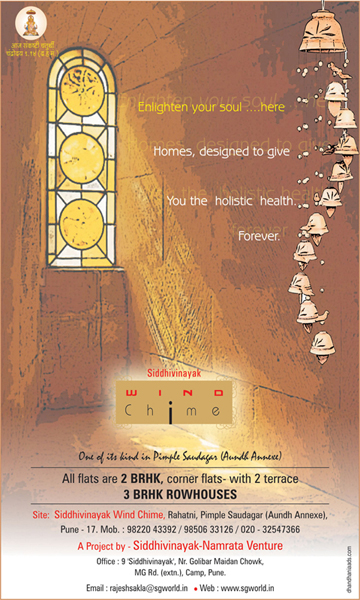 आज संकष्टी चतुर्थी
Enlighten your soul ....here
Homes, designed to give
You the holistic health...
Forever.
Siddhivinayak
WIND
Chime
One of its kind in Pimple Saudagar (Aundh Annexe)
All flats are 2 BRHK, corner flats- with 2 terrace
3 BRHK ROWHOUSES
Site: Siddhivinayak Wind Chime, Rahatni, Pimple Saudagar (Aundh Annexe),
Pune - 17. Mob. : 98220 43392 / 98506 33126 / 020 - 32547366
A Project by - Siddhivinayak-Namrata Venture
Office : 9 'Siddhivinayak', Nr. Golibar Maidan Chowk,
MG Rd. (extn.), Camp, Pune.
Email : rajeshsakla@sgworld.in • Web : www.sgworld.in
dhandhaniaads.com